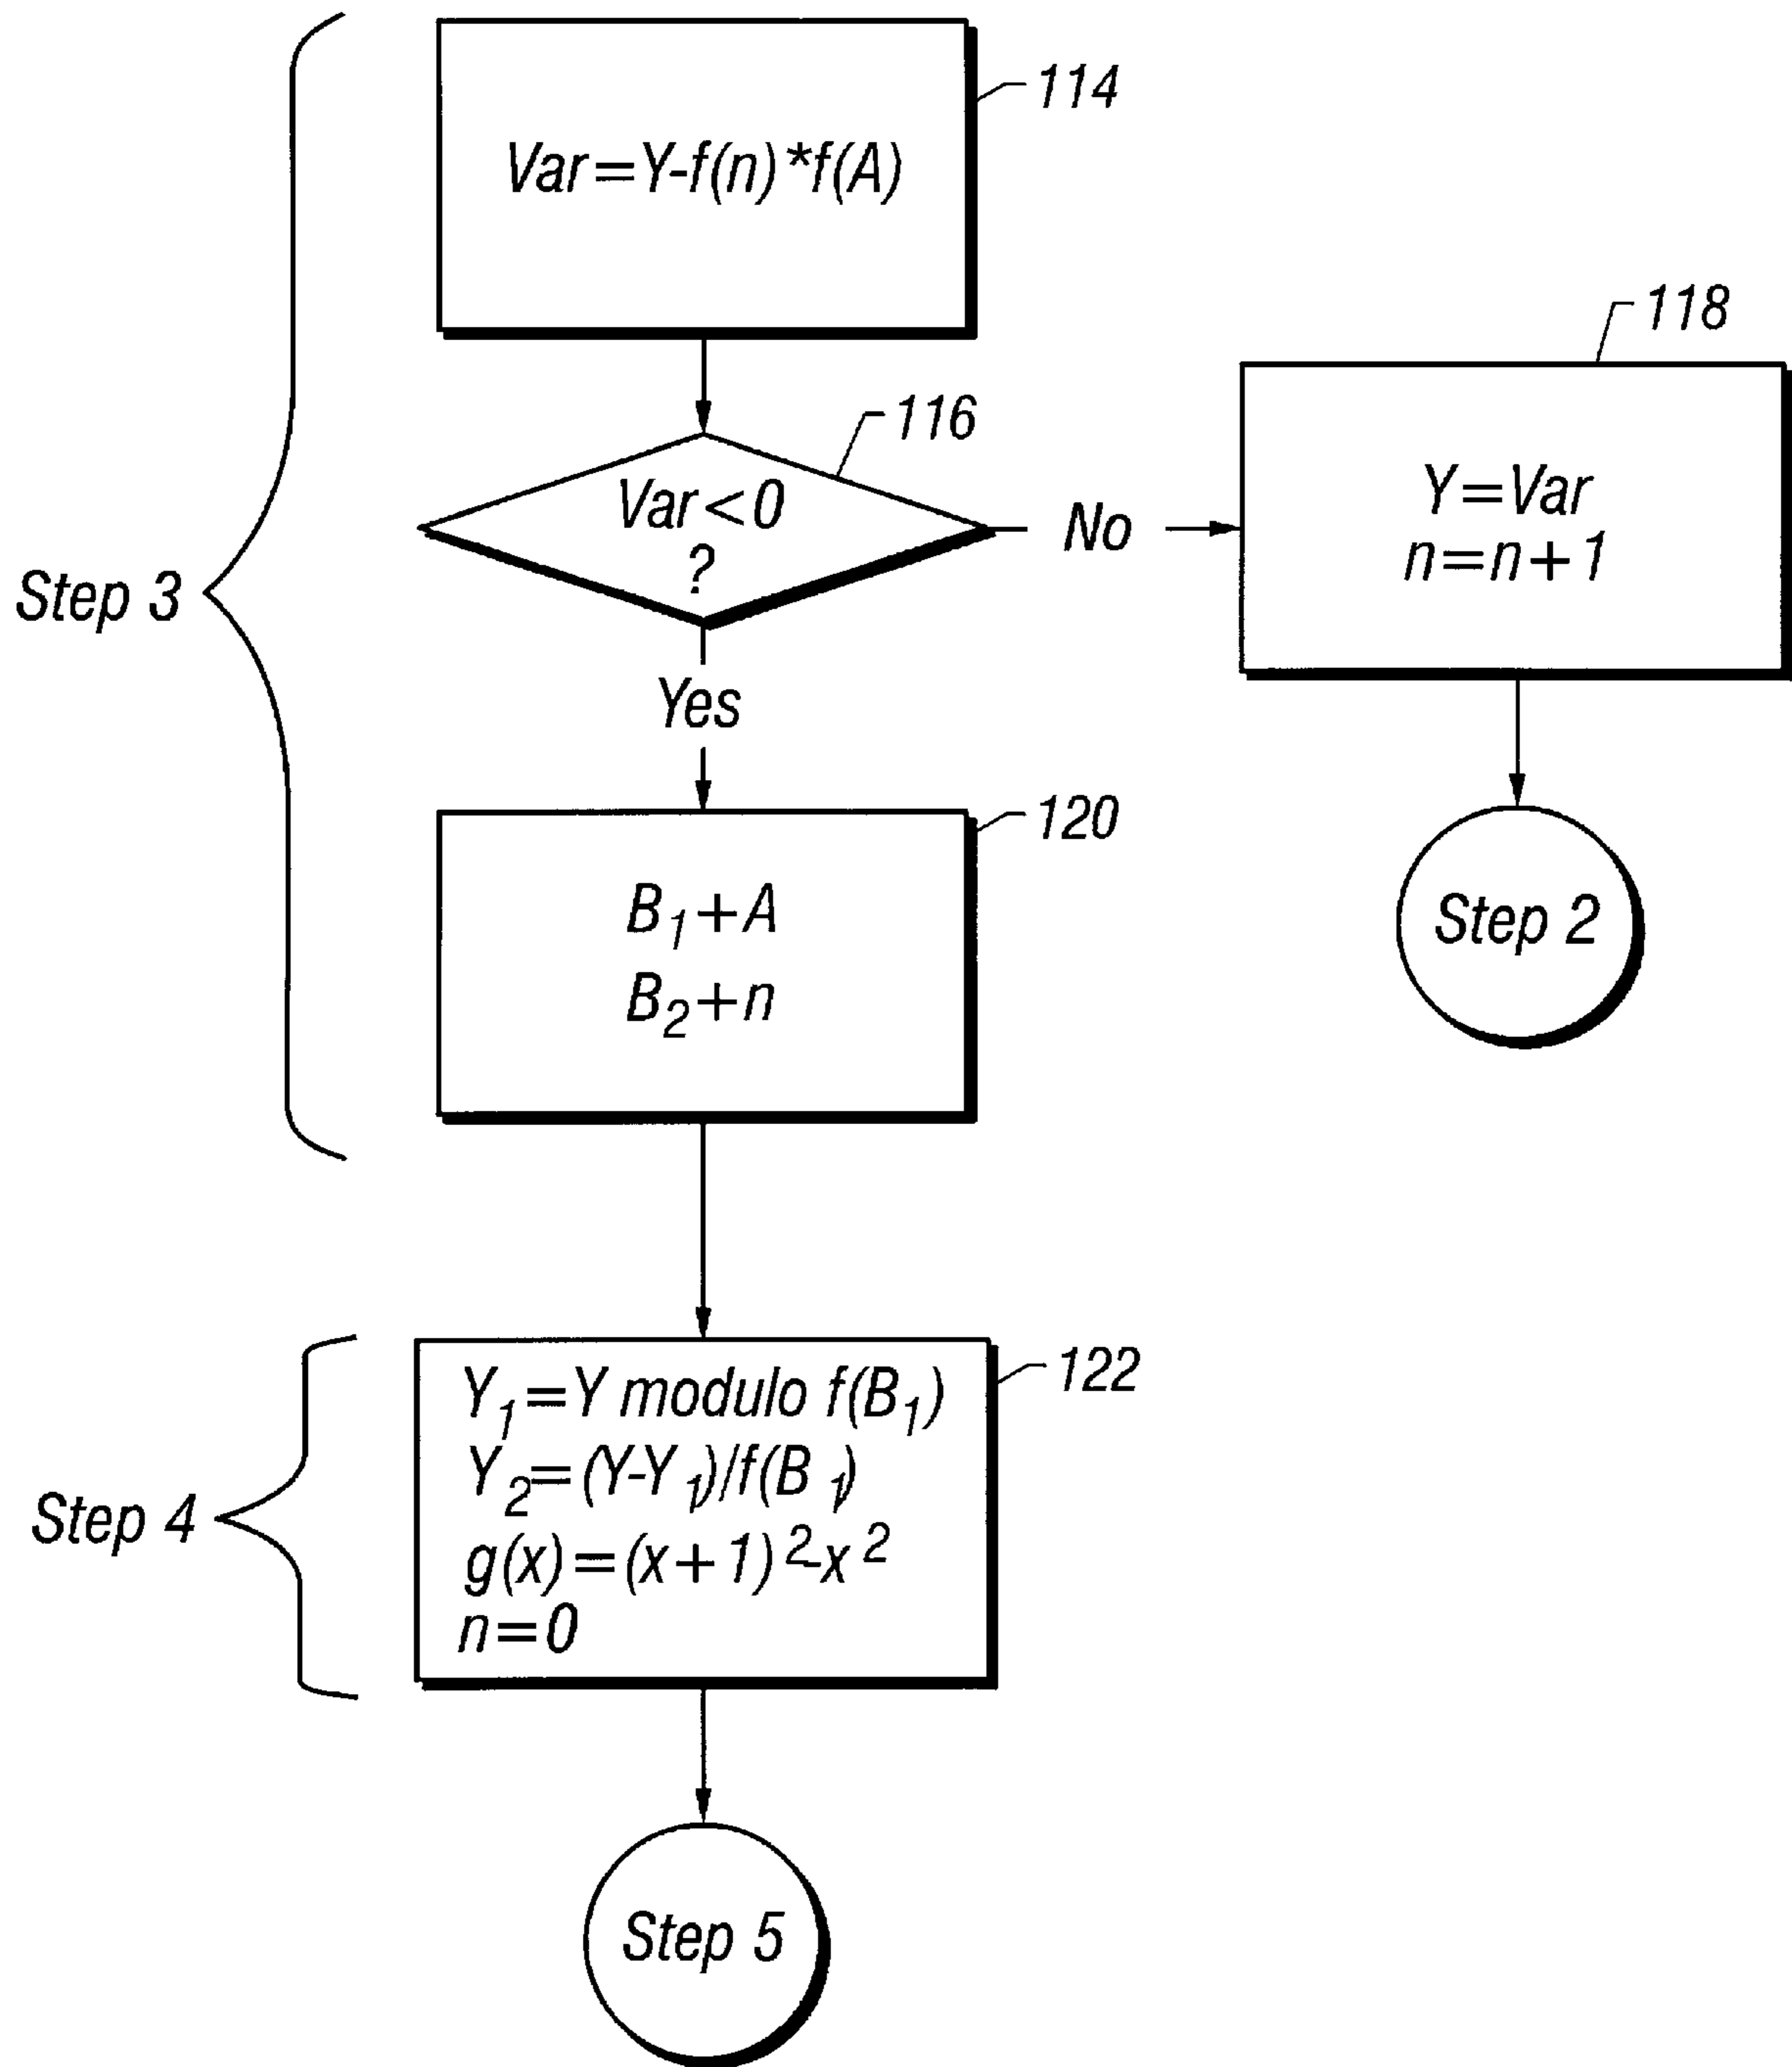 114
Var=Y-f(n)*f(A)
118
116
Var<0
?
No
Y=Var
n=n+1
Step 3
Yes
120
B₁+A
B₂+n
Step 2
122
Y₁=Y modulo f(B₁)
Y₂=(Y-Y₁)/f(B₁)
g(x)=(x+1)²-x²
n=0
Step 4
Step 5